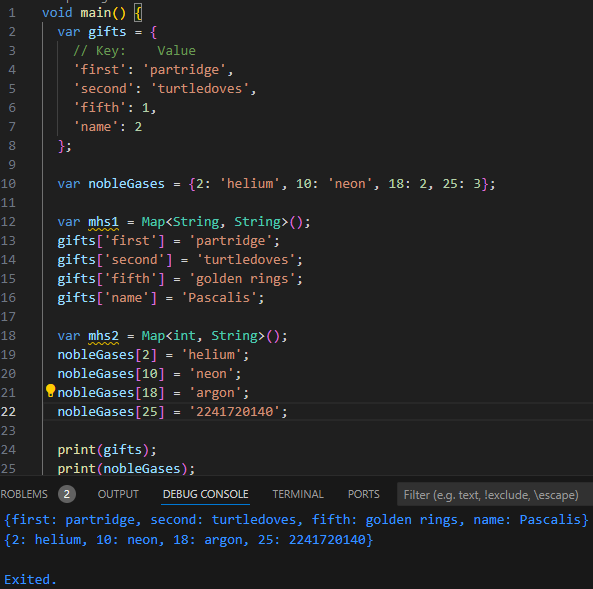 1 void main() {
2 var gifts = {
3 // Key:    Value
4 'first': 'partridge',
5 'second': 'turtledoves',
6 'fifth': 1,
7 'name': 2
8 };
9
10 var nobleGases = {2: 'helium', 10: 'neon', 18: 2, 25: 3};
11
12 var mhs1 = Map<String, String>();
13 gifts['first'] = 'partridge';
14 gifts['second'] = 'turtledoves';
15 gifts['fifth'] = 'golden rings';
16 gifts['name'] = 'Pascalis';
17
18 var mhs2 = Map<int, String>();
19 nobleGases[2] = 'helium';
20 nobleGases[10] = 'neon';
21 nobleGases[18] = 'argon';
22 nobleGases[25] = '2241720140';
23
24 print(gifts);
25 print(nobleGases);
ROBLEMS 2 OUTPUT DEBUG CONSOLE TERMINAL PORTS Filter (e.g. text, !exclude, \escape)
{first: partridge, second: turtledoves, fifth: golden rings, name: Pascalis}
{2: helium, 10: neon, 18: argon, 25: 2241720140}
Exited.